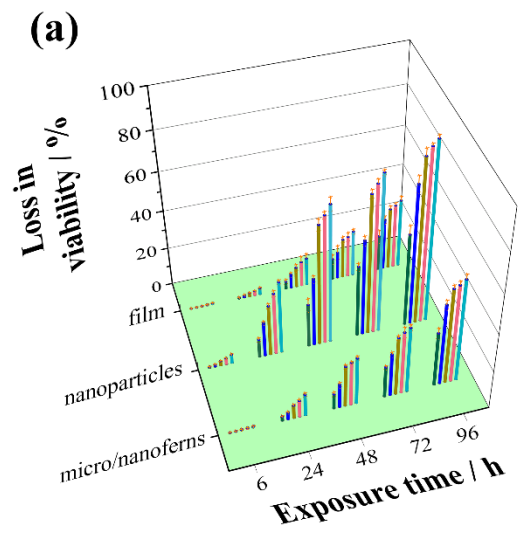 (a)
Loss in
viability / %
100
80
60
40
20
0
film
nanoparticles
micro/nanoferns
6
24
48
72
96
Exposure time / h